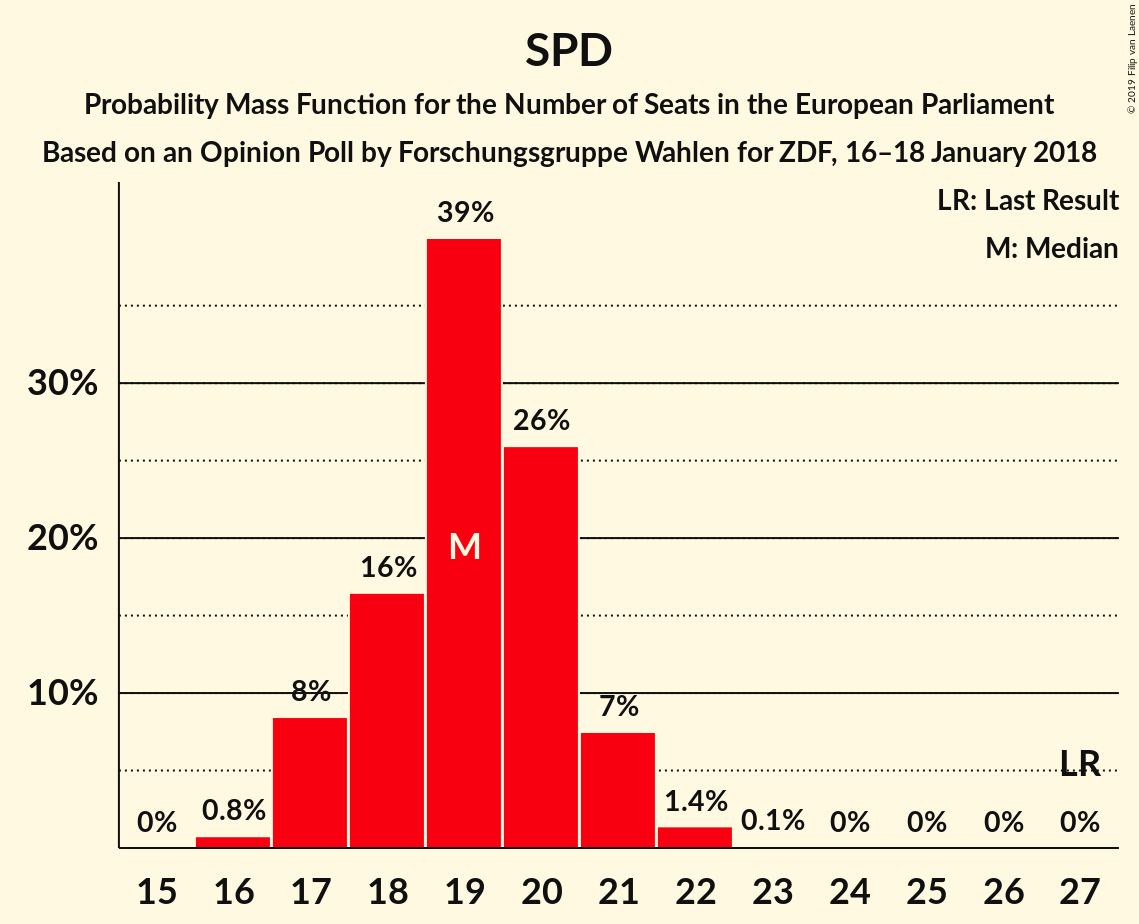 SPD
Probability Mass Function for the Number of Seats in the European Parliament
Based on an Opinion Poll by Forschungsgruppe Wahlen for ZDF, 16–18 January 2018
© 2019 Filip van Laenen
LR: Last Result
M: Median
39%
30%
26%
20%
M
16%
10%
8%
7%
LR
0%
0.8%
1.4%
0.1%
0%
0%
0%
0%
15 16 17 18 19 20 21 22 23 24 25 26 27